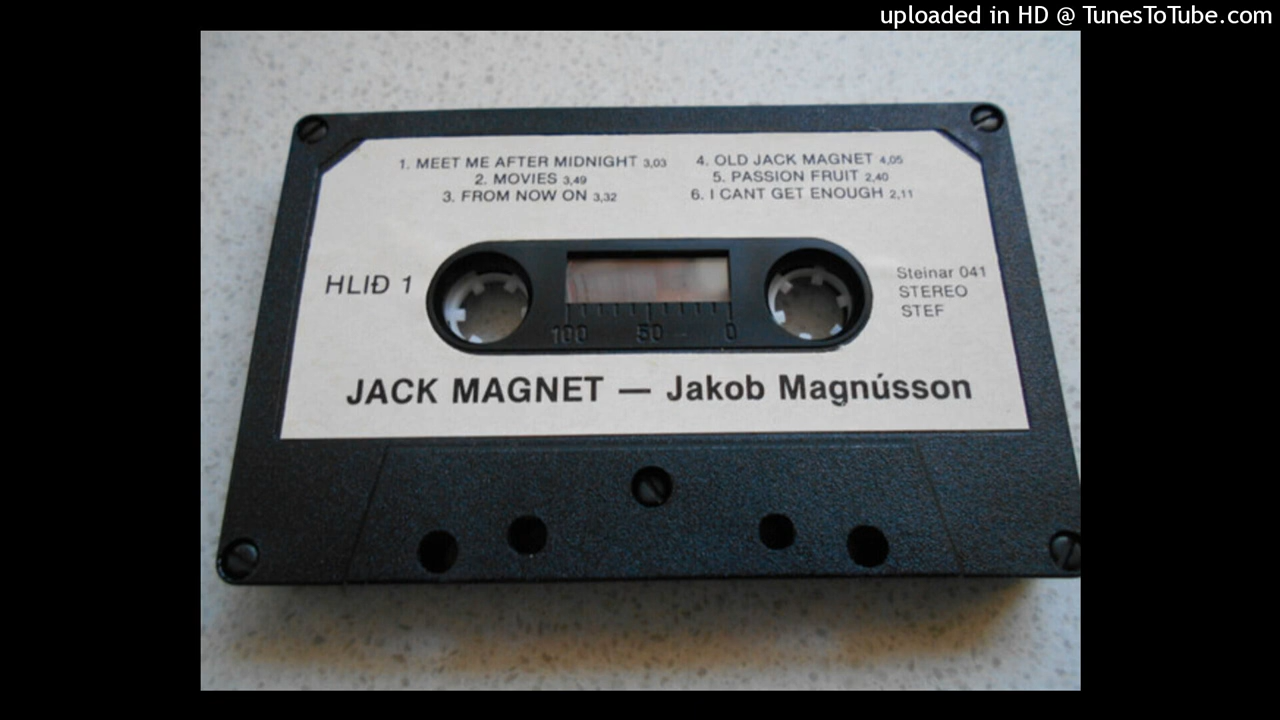 uploaded in HD @ TunesToTube.com
1. MEET ME AFTER MIDNIGHT 3,03
2. MOVIES 3,49
3. FROM NOW ON 3,32
4. OLD JACK MAGNET 4,05
5. PASSION FRUIT 2,40
6. I CANT GET ENOUGH 2,11
HLIÐ 1
100 50 0
Steinar 041
STEREO
STEF
JACK MAGNET — Jakob Magnússon